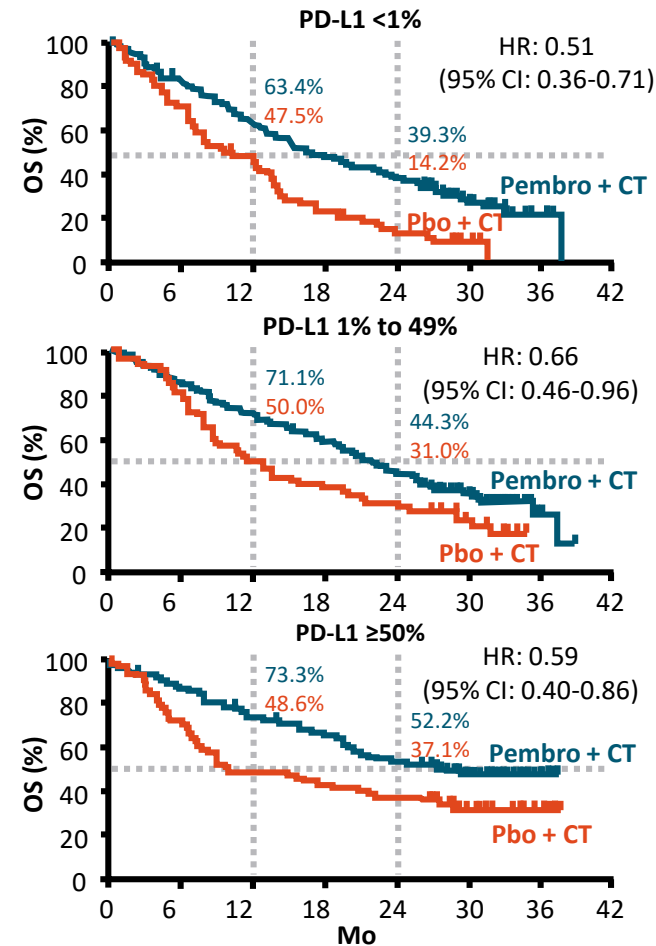 PD-L1 <1%
HR: 0.51
(95% CI: 0.36-0.71)
OS (%)
100
80
60
40
20
0
63.4%
47.5%
39.3%
14.2%
Pembro + CT
Pbo + CT
0 6 12 18 24 30 36 42
PD-L1 1% to 49%
HR: 0.66
(95% CI: 0.46-0.96)
OS (%)
100
80
60
40
20
0
71.1%
50.0%
44.3%
31.0%
Pembro + CT
Pbo + CT
0 6 12 18 24 30 36 42
PD-L1 ≥50%
HR: 0.59
(95% CI: 0.40-0.86)
OS (%)
100
80
60
40
20
0
73.3%
48.6%
52.2%
37.1%
Pembro + CT
Pbo + CT
0 6 12 18 24 30 36 42
Mo